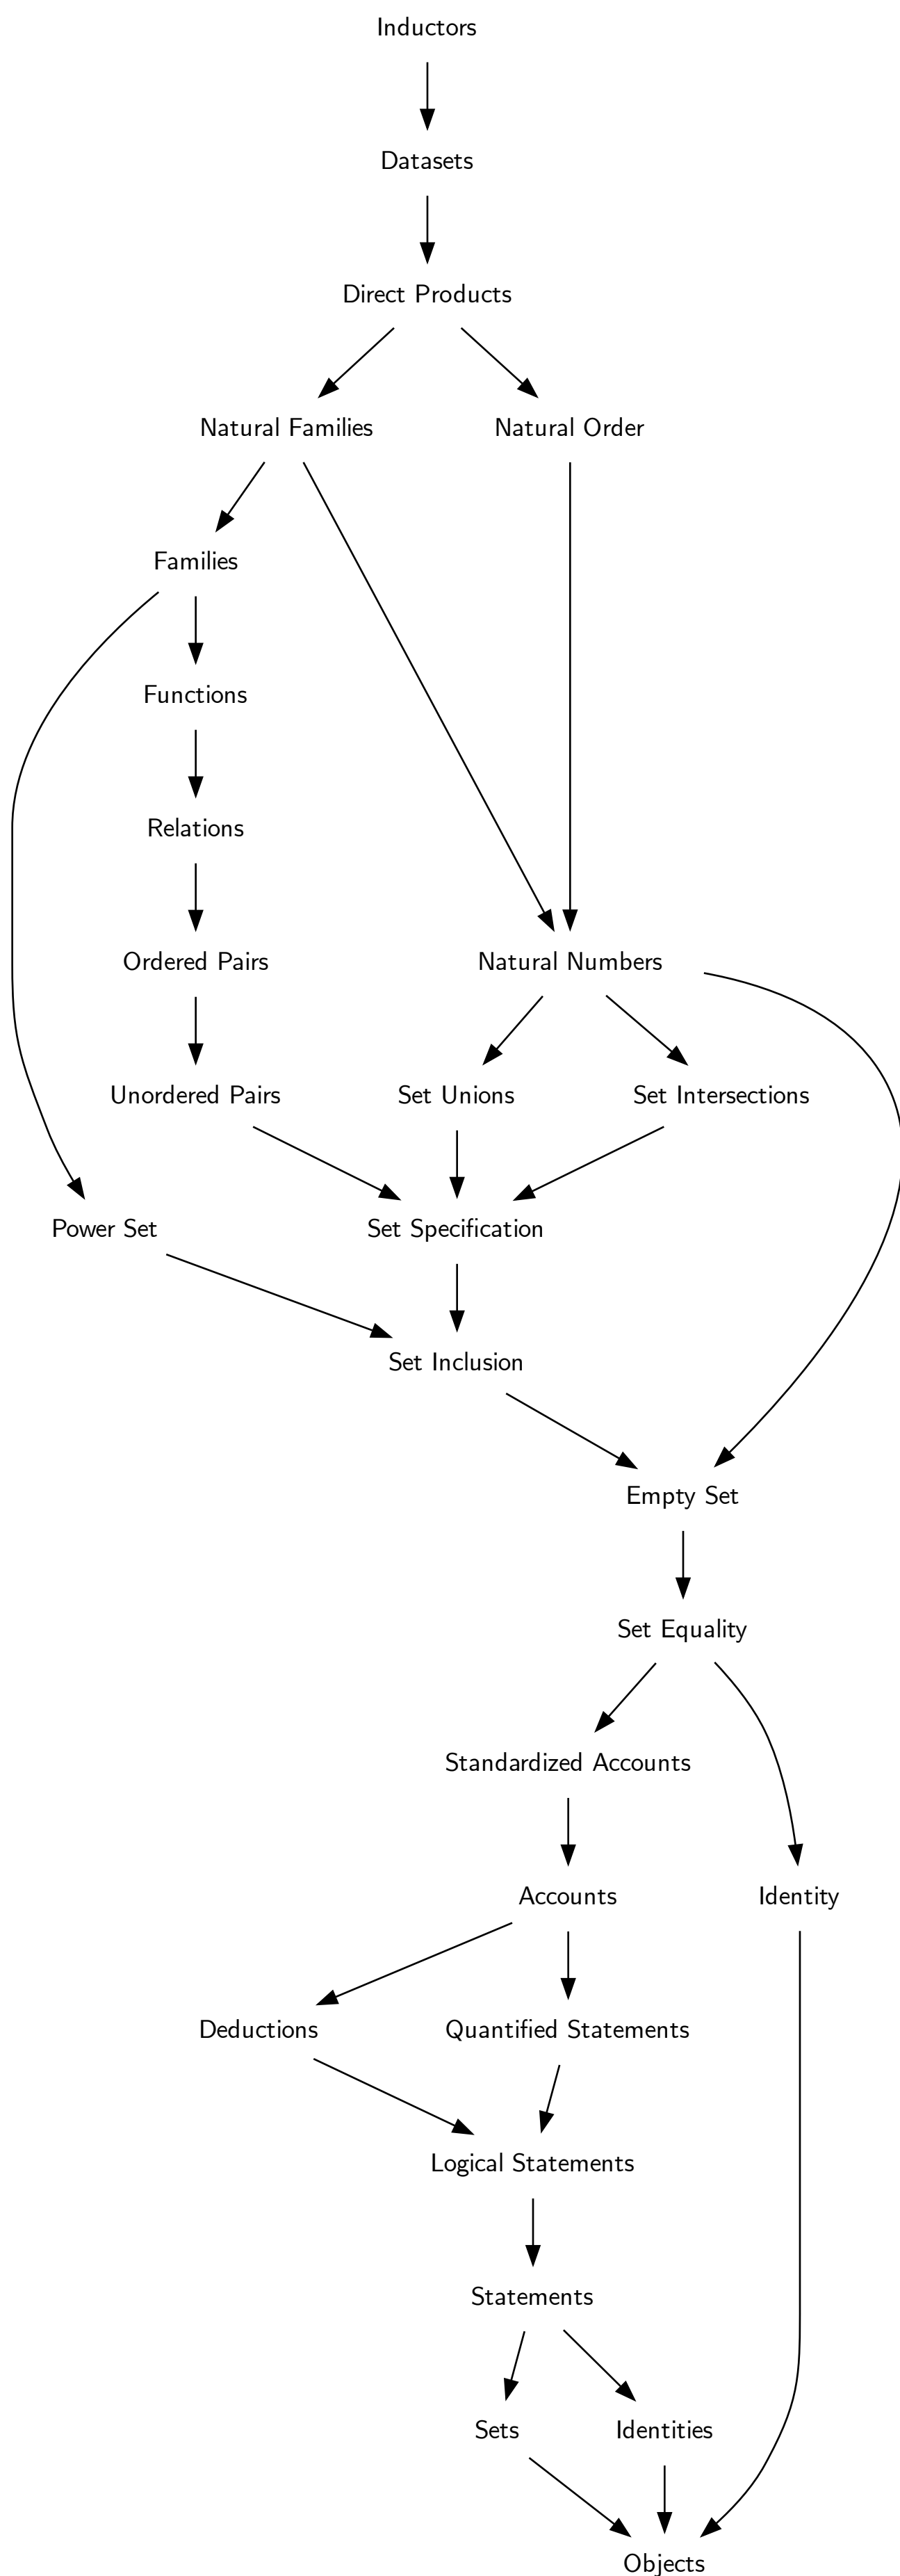 Inductors
Datasets
Direct Products
Natural Families
Natural Order
Families
Functions
Relations
Ordered Pairs
Natural Numbers
Unordered Pairs
Set Unions
Set Intersections
Power Set
Set Specification
Set Inclusion
Empty Set
Set Equality
Standardized Accounts
Accounts
Identity
Deductions
Quantified Statements
Logical Statements
Statements
Sets
Identities
Objects